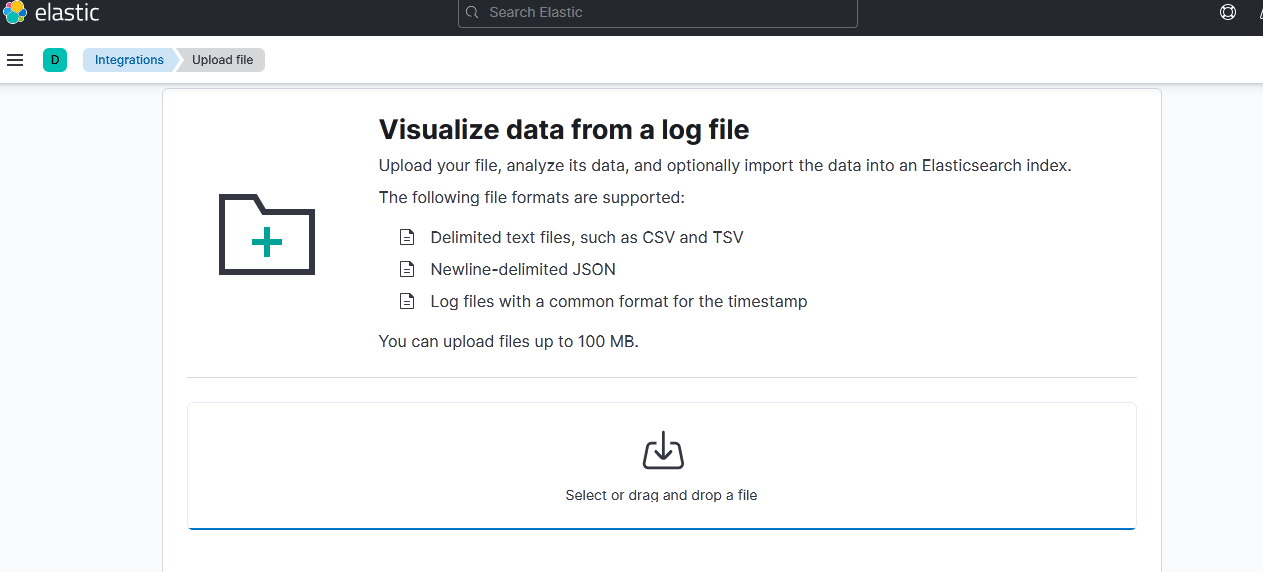 elastic
Search Elastic
D
Integrations
Upload file
Visualize data from a log file
Upload your file, analyze its data, and optionally import the data into an Elasticsearch index.
The following file formats are supported:
Delimited text files, such as CSV and TSV
Newline-delimited JSON
Log files with a common format for the timestamp
You can upload files up to 100 MB.
Select or drag and drop a file